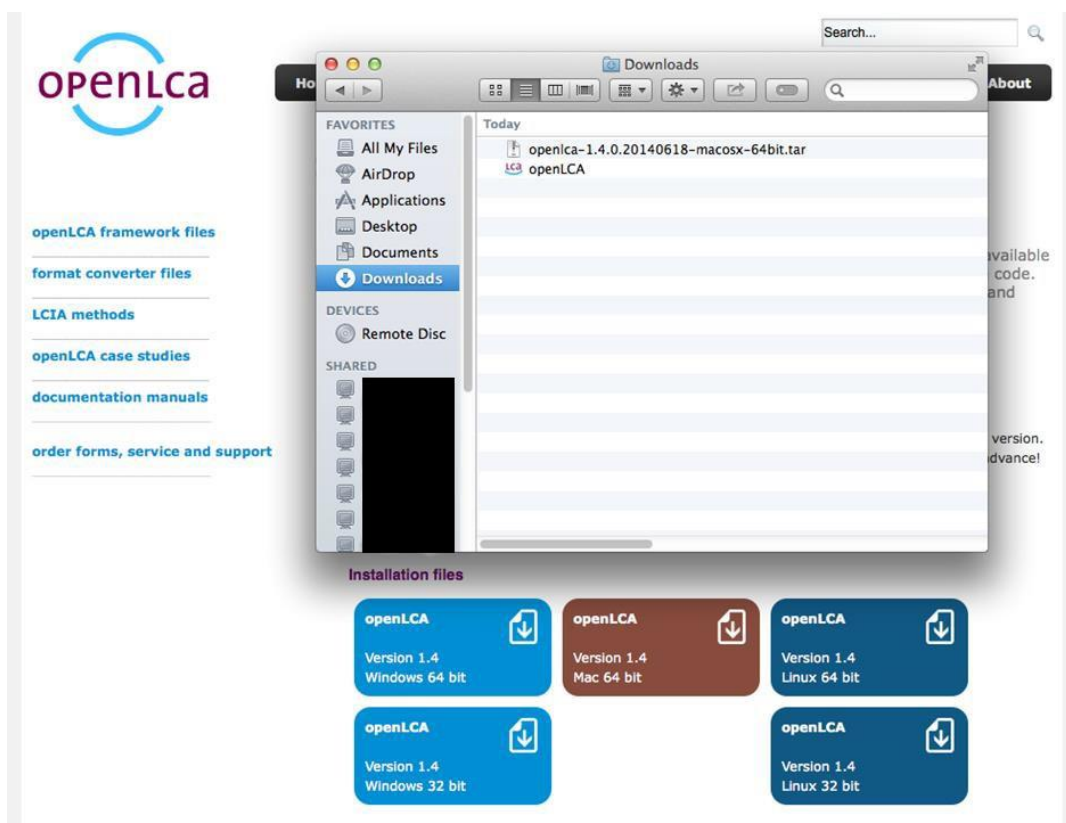 Search...
openLca
Ho
About
Downloads
FAVORITES
All My Files
AirDrop
Applications
Desktop
Documents
Downloads
DEVICES
Remote Disc
SHARED
Today
openlca-1.4.0.20140618-macosx-64bit.tar
LCA openLCA
openLCA framework files
format converter files
LCIA methods
openLCA case studies
documentation manuals
order forms, service and support
available
code.
and
version.
dvance!
Installation files
openLCA
Version 1.4
Windows 64 bit
openLCA
Version 1.4
Mac 64 bit
openLCA
Version 1.4
Linux 64 bit
openLCA
Version 1.4
Windows 32 bit
openLCA
Version 1.4
Linux 32 bit